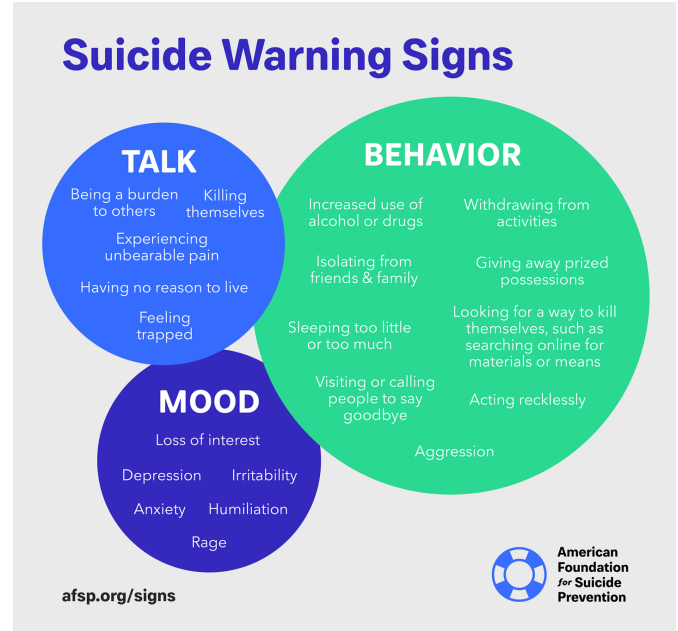 Suicide Warning Signs
TALK
Being a burden
to others
Killing
themselves
Experiencing
unbearable pain
Having no reason to live
Feeling
trapped
BEHAVIOR
Increased use of
alcohol or drugs
Withdrawing from
activities
Isolating from
friends & family
Giving away prized
possessions
Sleeping too little
or too much
Looking for a way to kill
themselves, such as
searching online for
materials or means
Visiting or calling
people to say
goodbye
Acting recklessly
Aggression
MOOD
Loss of interest
Depression
Irritability
Anxiety
Humiliation
Rage
afsp.org/signs
American
Foundation
for Suicide
Prevention